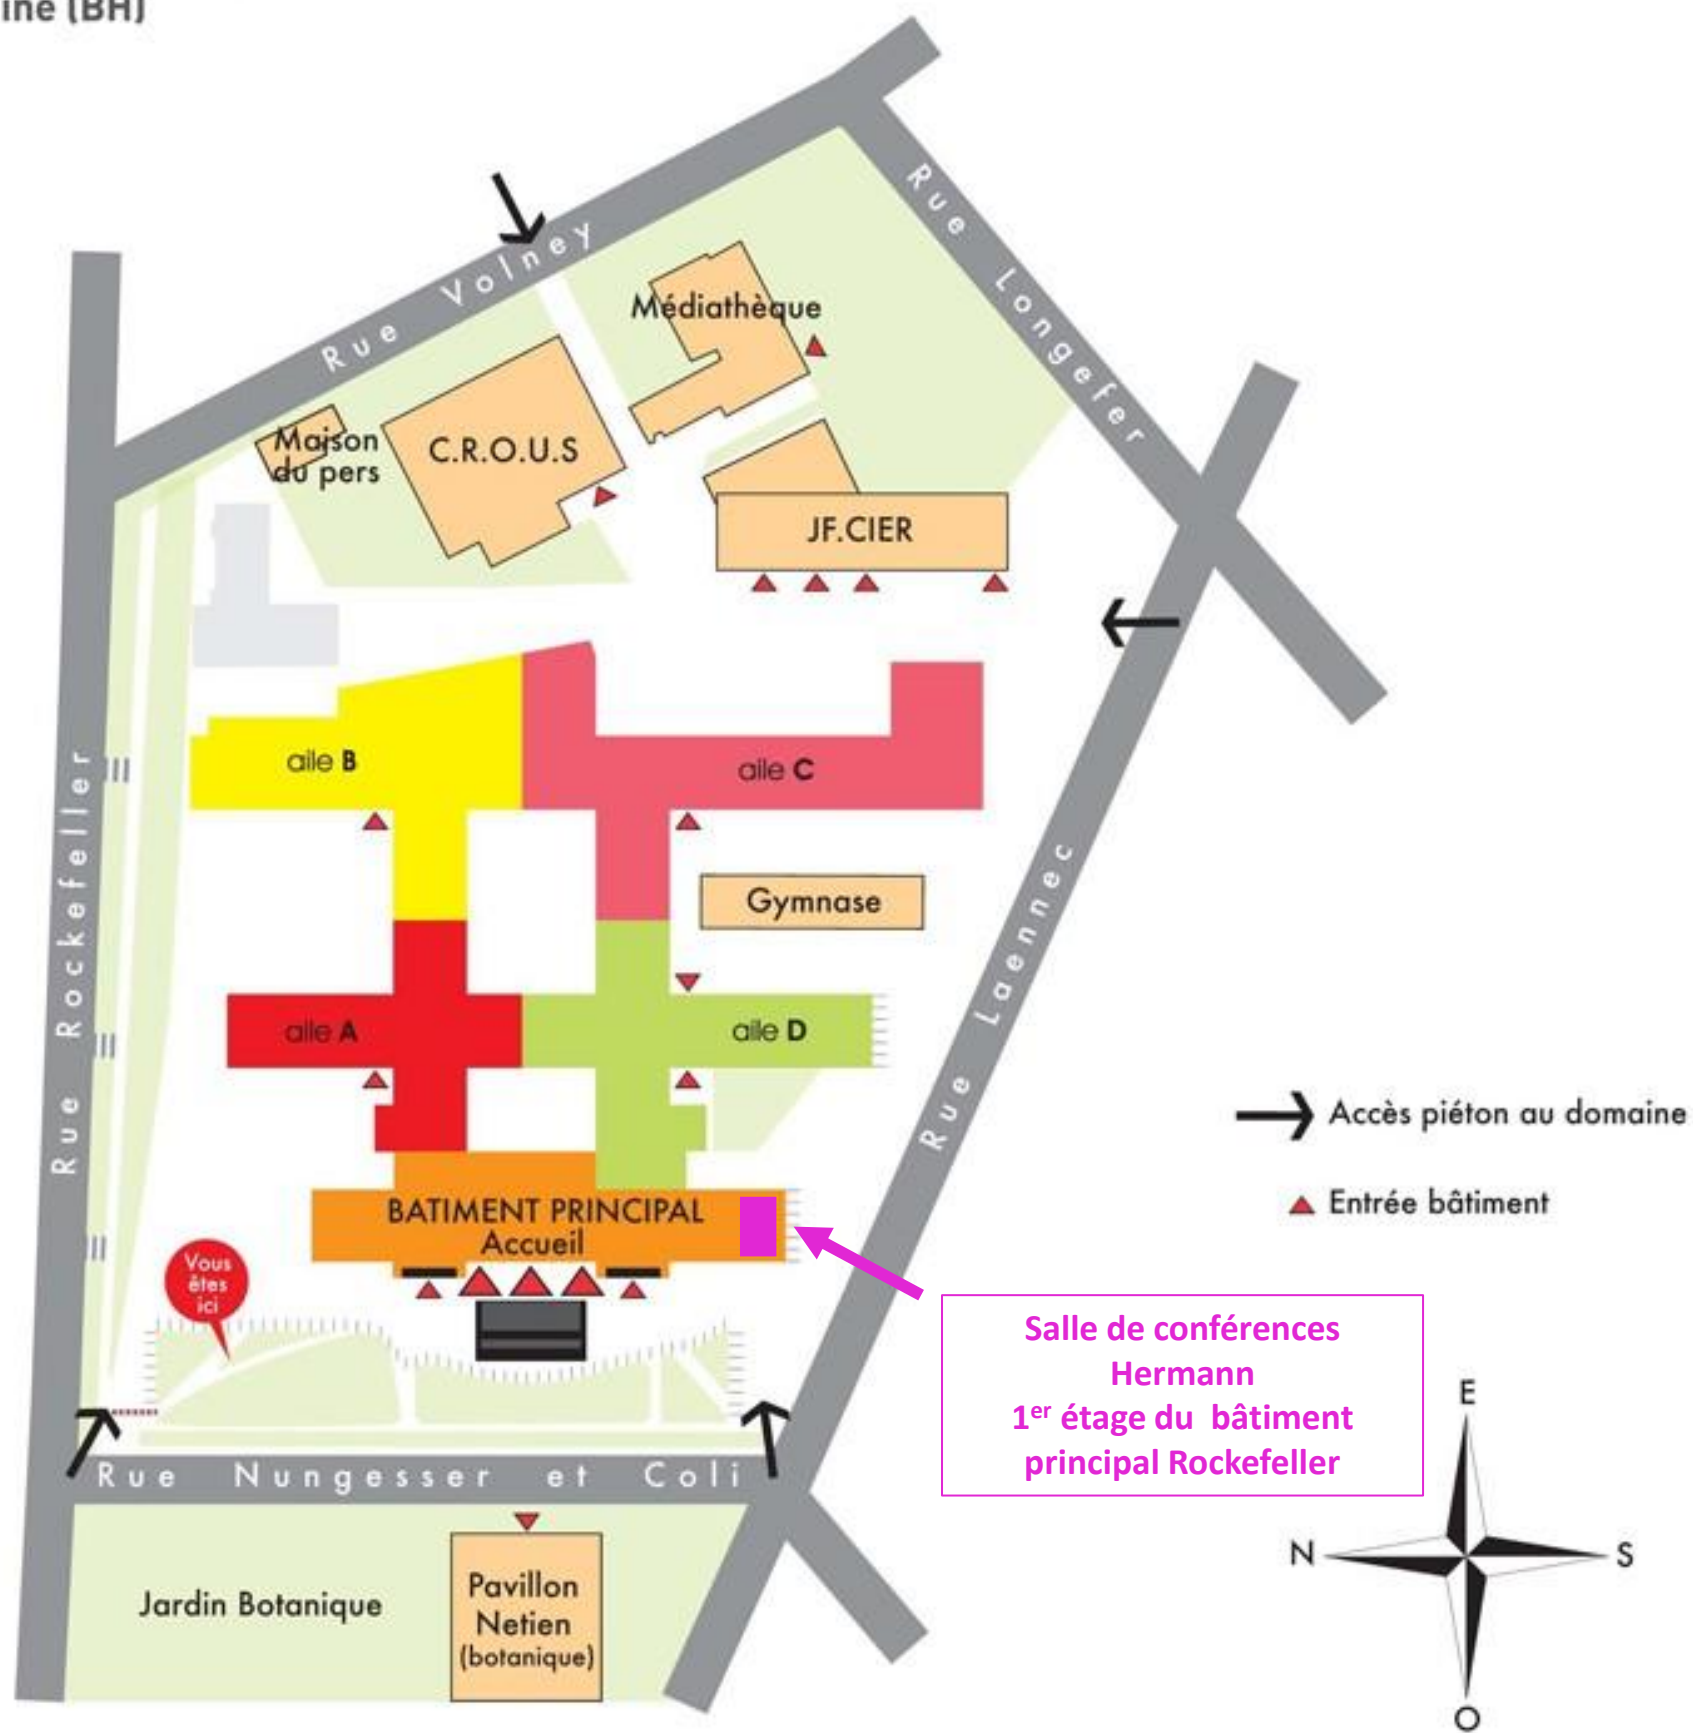 ine (BH)
Rue Volney
Rue Longefer
Médiathèque
Maison
du pers
C.R.O.U.S
JF.CIER
aile B
aile C
Rue Rockefeller
Gymnase
Rue Laennec
aile A
aile D
Accès piéton au domaine
Entrée bâtiment
BATIMENT PRINCIPAL
Accueil
Vous
êtes
ici
Salle de conférences
Hermann
1er étage du bâtiment
principal Rockefeller
Rue Nungesser et Coli
Jardin Botanique
Pavillon
Netien
(botanique)
E
N
S
O